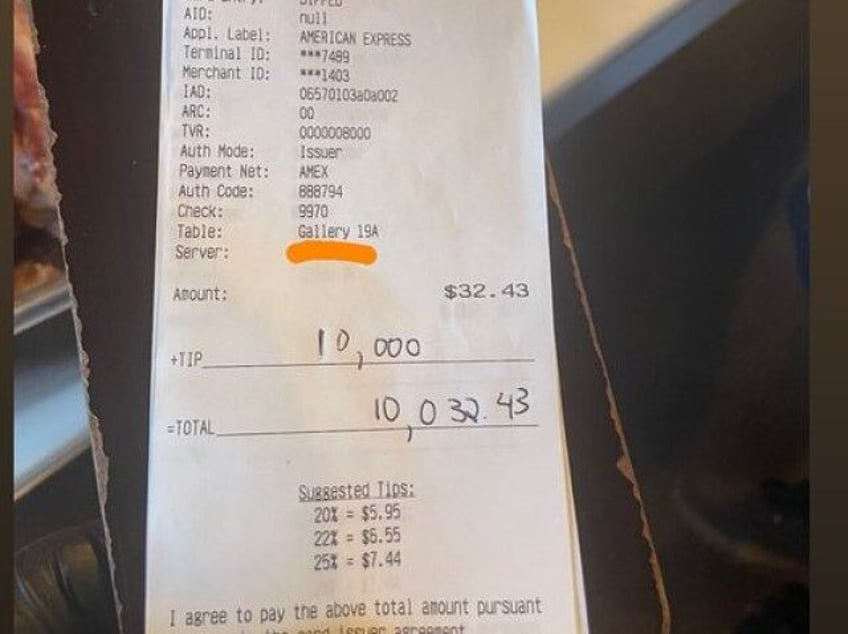 AID: null
Appl. Label: AMERICAN EXPRESS
Terminal ID: ***7489
Merchant ID: ***1403
IAD: 06570103a0a002
ARC: 00
TVR: 0000008000
Auth Mode: Issuer
Payment Net: AMEX
Auth Code: 888794
Check: 9970
Table: Gallery 19A
Server:
Amount: $32.43
+TIP 10,000
=TOTAL 10,032.43
Suggested Tips:
20% = $5.95
22% = $6.55
25% = $7.44
I agree to pay the above total amount pursuant
card issuer agreement